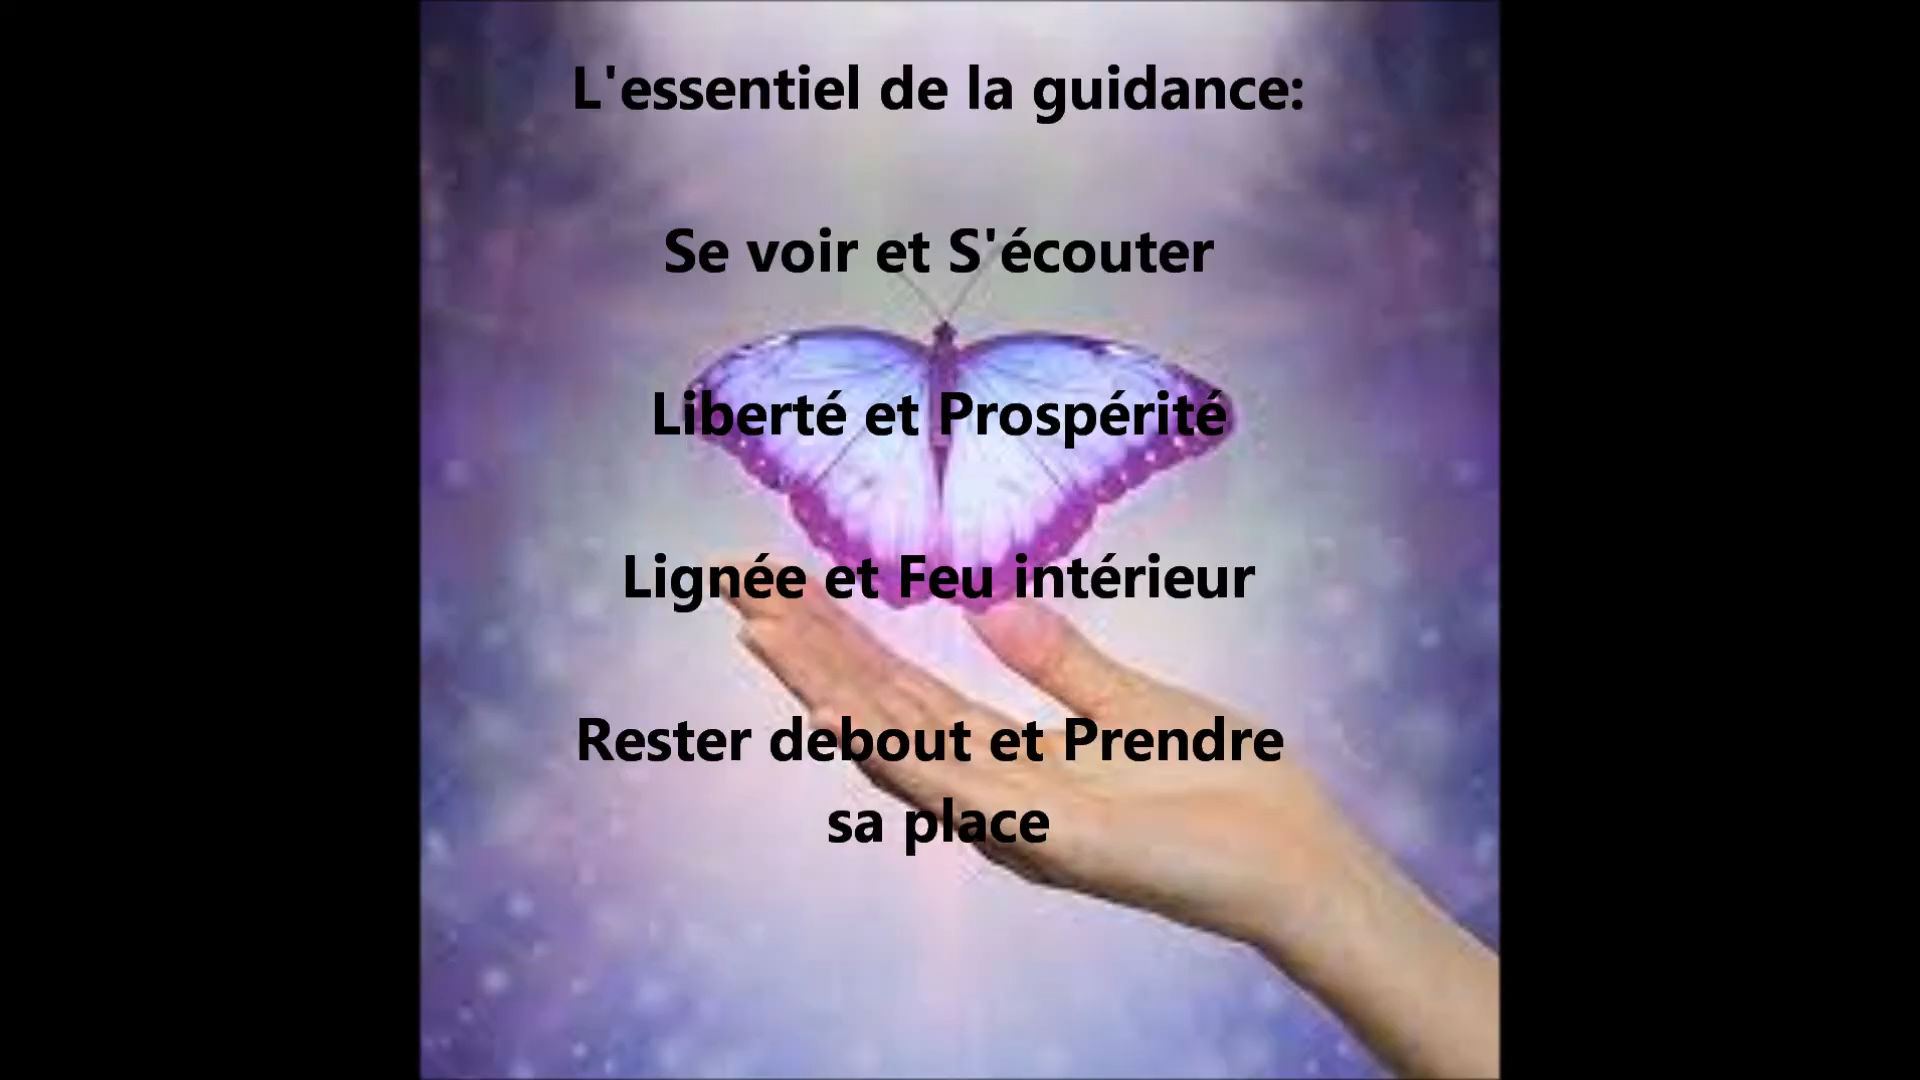 L'essentiel de la guidance:
Se voir et S'écouter
Liberté et Prospérité
Lignée et Feu intérieur
Rester debout et Prendre
sa place